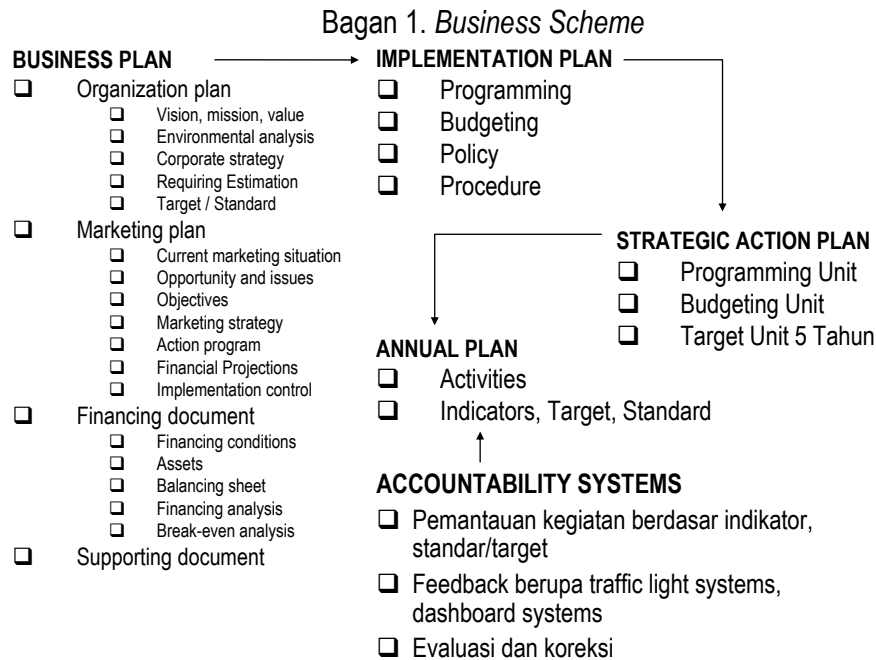 Bagan 1. Business Scheme
BUSINESS PLAN
❑ Organization plan
❑ Vision, mission, value
❑ Environmental analysis
❑ Corporate strategy
❑ Requiring Estimation
❑ Target / Standard
❑ Marketing plan
❑ Current marketing situation
❑ Opportunity and issues
❑ Objectives
❑ Marketing strategy
❑ Action program
❑ Financial Projections
❑ Implementation control
❑ Financing document
❑ Financing conditions
❑ Assets
❑ Balancing sheet
❑ Financing analysis
❑ Break-even analysis
❑ Supporting document
IMPLEMENTATION PLAN
❑ Programming
❑ Budgeting
❑ Policy
❑ Procedure
STRATEGIC ACTION PLAN
❑ Programming Unit
❑ Budgeting Unit
❑ Target Unit 5 Tahun
ANNUAL PLAN
❑ Activities
❑ Indicators, Target, Standard
ACCOUNTABILITY SYSTEMS
❑ Pemantauan kegiatan berdasar indikator,
standar/target
❑ Feedback berupa traffic light systems,
dashboard systems
❑ Evaluasi dan koreksi